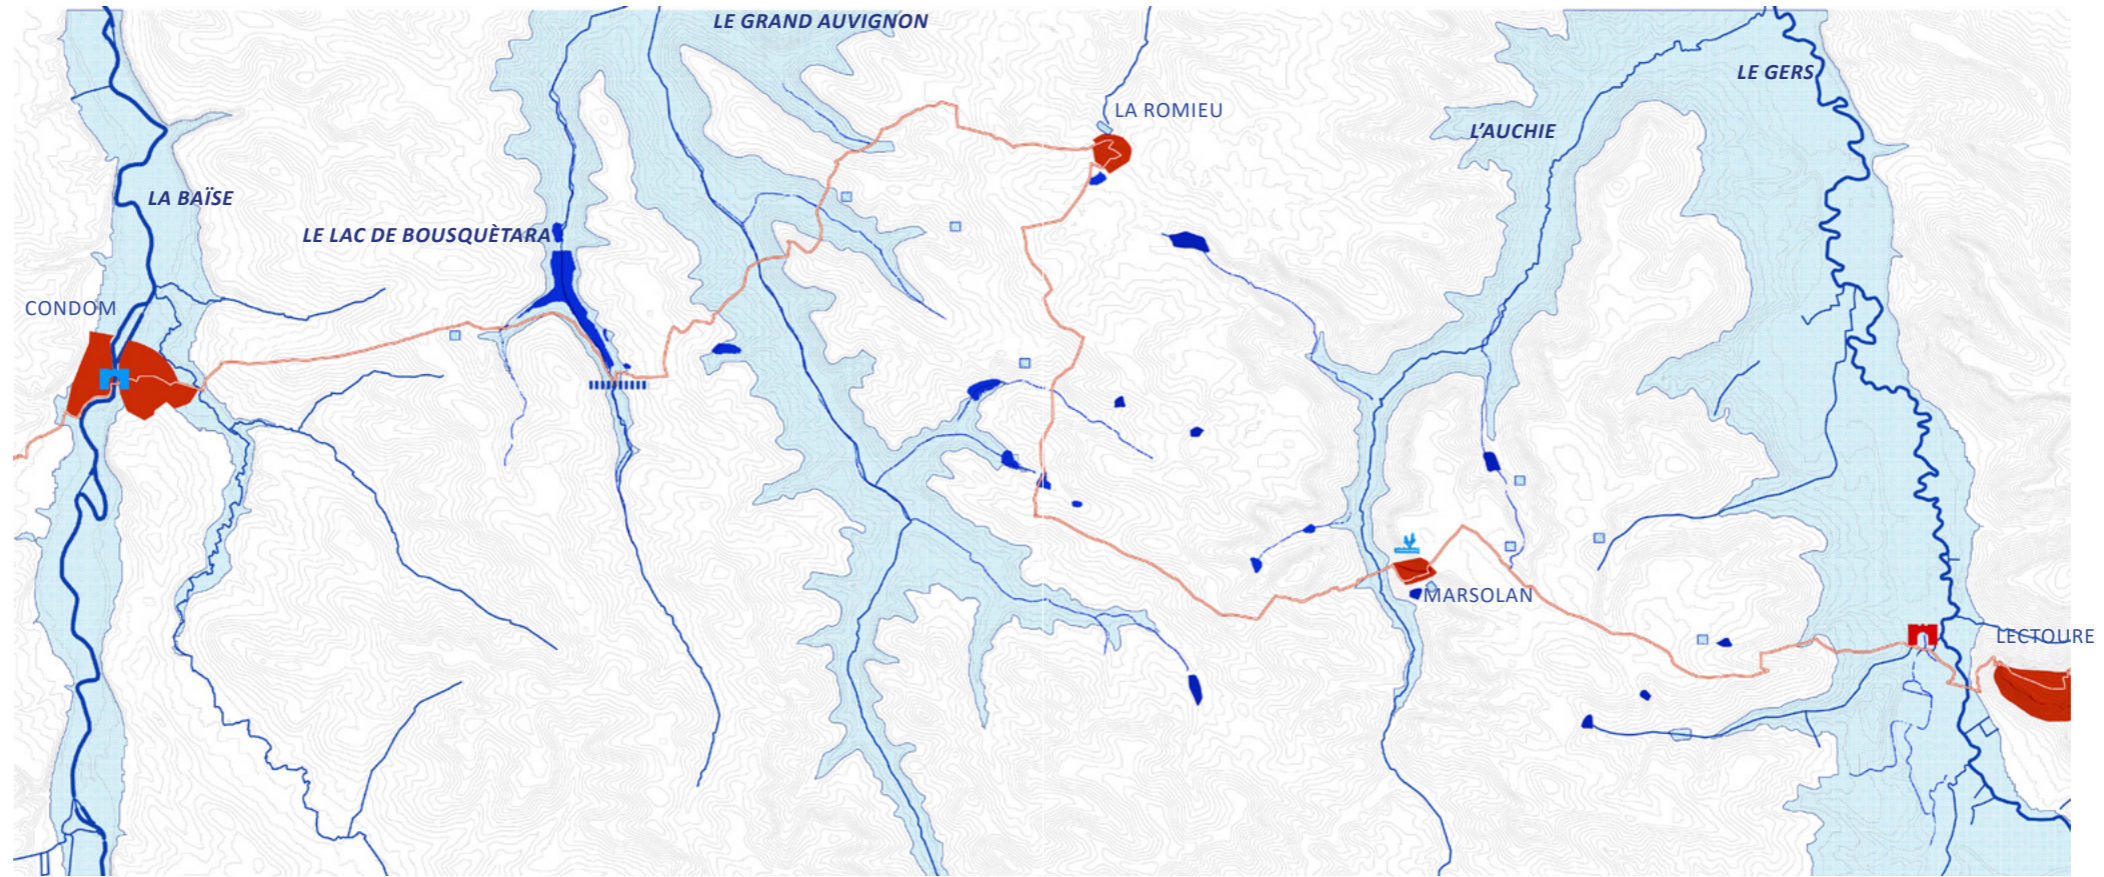 LE GRAND AUVIGNON
LE GERS
LA ROMIEU
L'AUCHIE
LA BAÏSE
LE LAC DE BOUSQUÈTARA
CONDOM
MARSOLAN
LECTOURE